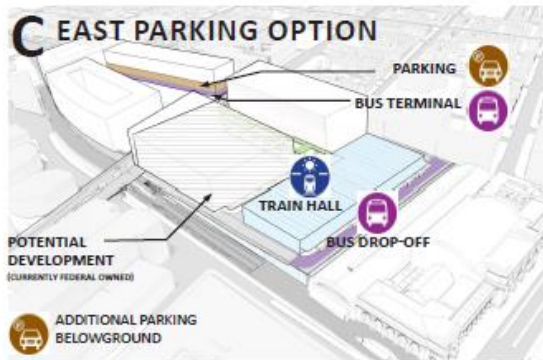 C EAST PARKING OPTION
PARKING
BUS TERMINAL
TRAIN HALL
BUS DROP-OFF
POTENTIAL
DEVELOPMENT
(CURRENTLY FEDERAL OWNED)
ADDITIONAL PARKING
BELOWGROUND